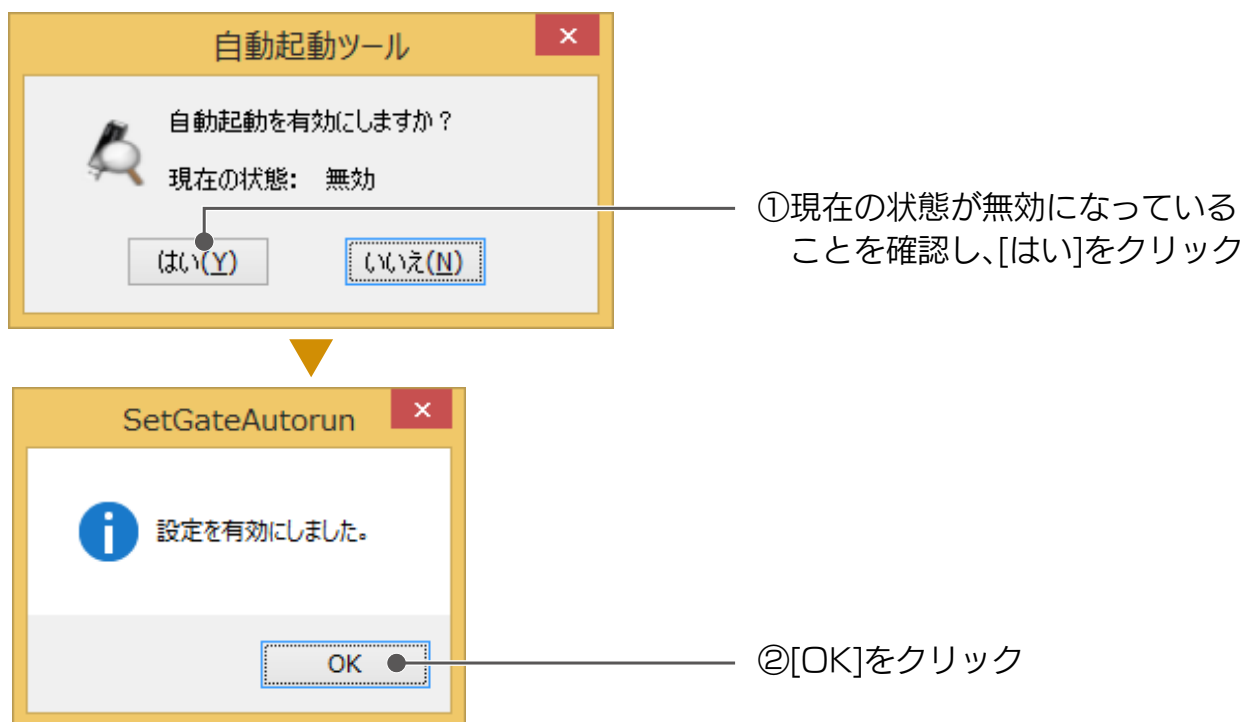 自動起動ツール
自動起動を有効にしますか？
現在の状態： 無効
はい(Y)
いいえ(N)
①現在の状態が無効になっている
ことを確認し、[はい]をクリック
SetGateAutorun
設定を有効にしました。
OK
②[OK]をクリック